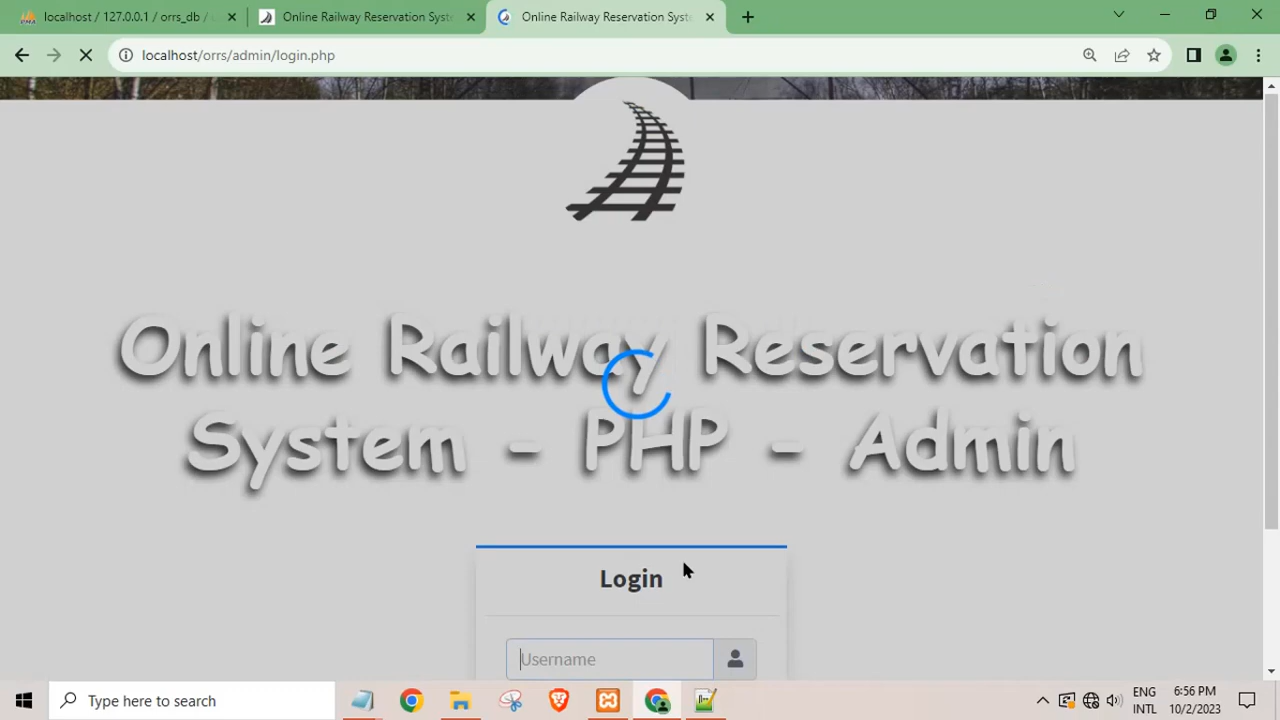 localhost / 127.0.0.1 / orrs_db /
Online Railway Reservation Syst
Online Railway Reservation Syst
localhost/orrs/admin/login.php
Online Railway Reservation
System - PHP - Admin
Login
Username
Type here to search
ENG
INTL
6:56 PM
10/2/2023